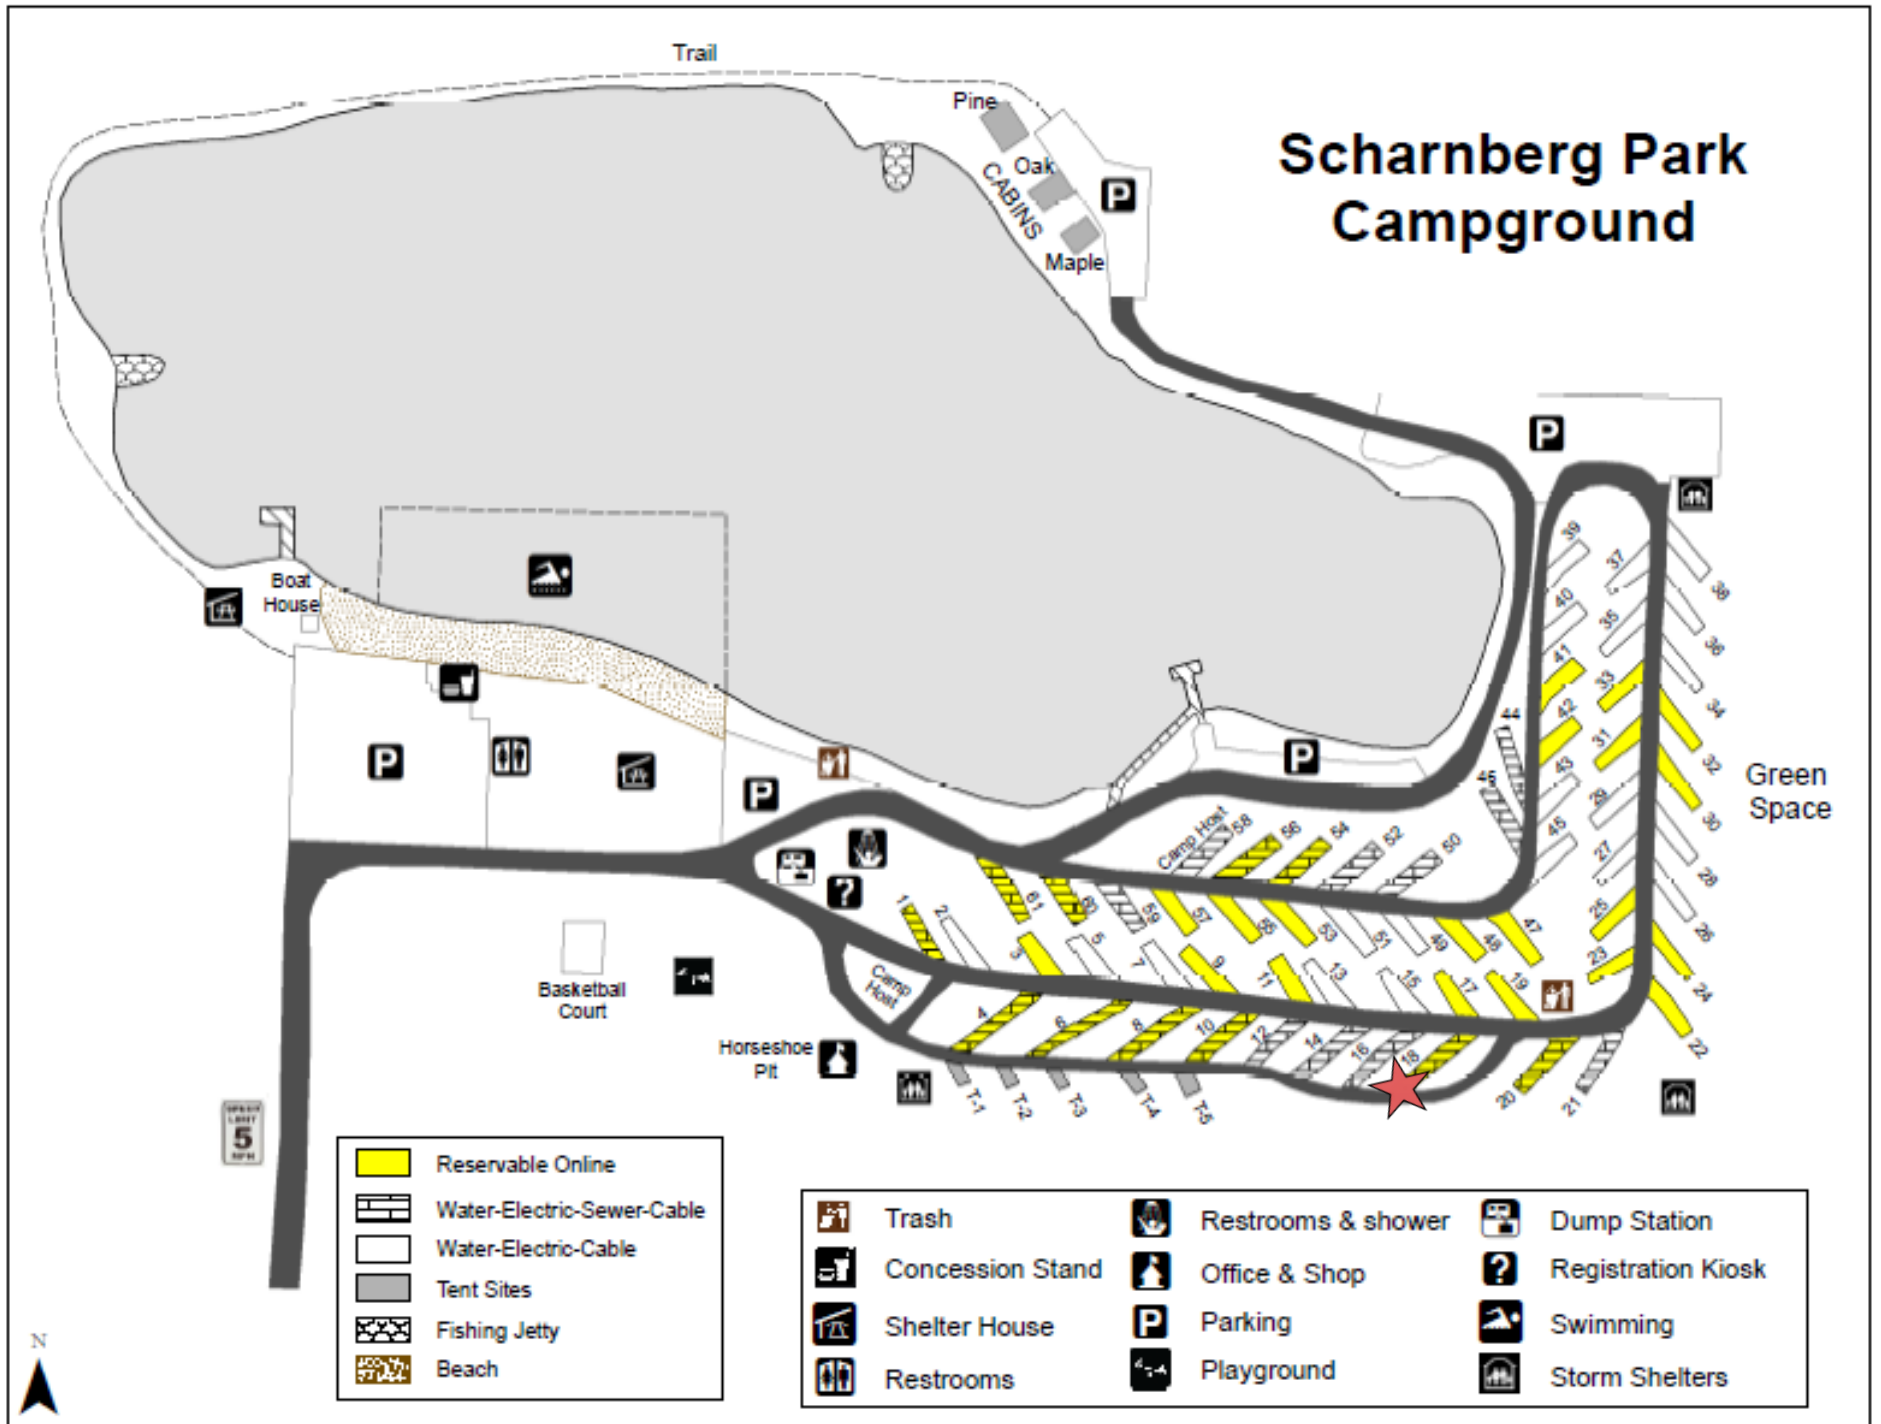 Trail
Pine
Oak
CABINS
Maple
P
Scharnberg Park
Campground
P
Boat
House
39
37
38
40
35
36
41
33
34
42
31
32
44
43
29
30
46
45
27
28
Green
Space
P
P
P
Camp Host
58
56
54
52
50
25
26
1
2
61
60
59
57
55
53
51
49
48
47
23
24
3
5
7
9
11
13
15
17
19
22
?
Camp
Host
4
6
8
10
12
14
16
18
20
21
Basketball
Court
Horseshoe
Pit
T-1
T-2
T-3
T-4
T-5
SPEED
LIMIT
5
MPH
Reservable Online
Water-Electric-Sewer-Cable
Water-Electric-Cable
Tent Sites
Fishing Jetty
Beach
Trash
Concession Stand
Shelter House
Restrooms
Restrooms & shower
Office & Shop
P
Parking
Playground
Dump Station
?
Registration Kiosk
Swimming
Storm Shelters
N